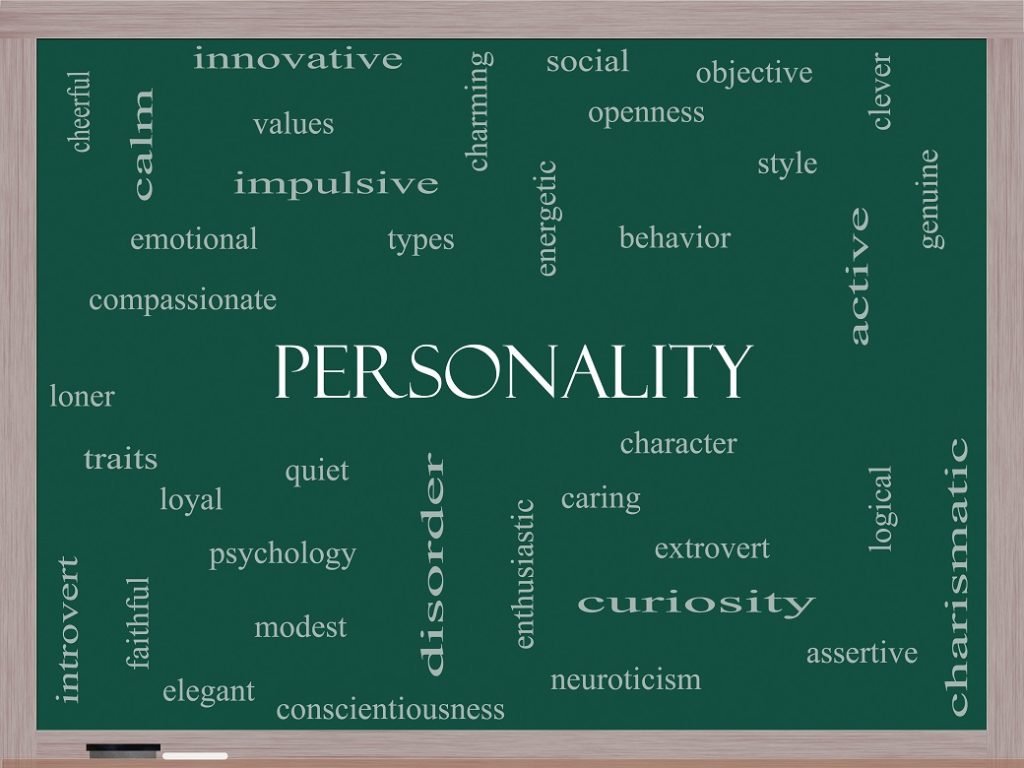 innovative
social
objective
clever
cheerful
calm
values
charming
openness
style
genuine
impulsive
energetic
emotional
types
behavior
active
compassionate
PERSONALITY
loner
character
traits
quiet
disorder
loyal
caring
logical
charismatic
psychology
enthusiastic
extrovert
introvert
faithful
modest
curiosity
assertive
elegant
neuroticism
conscientiousness